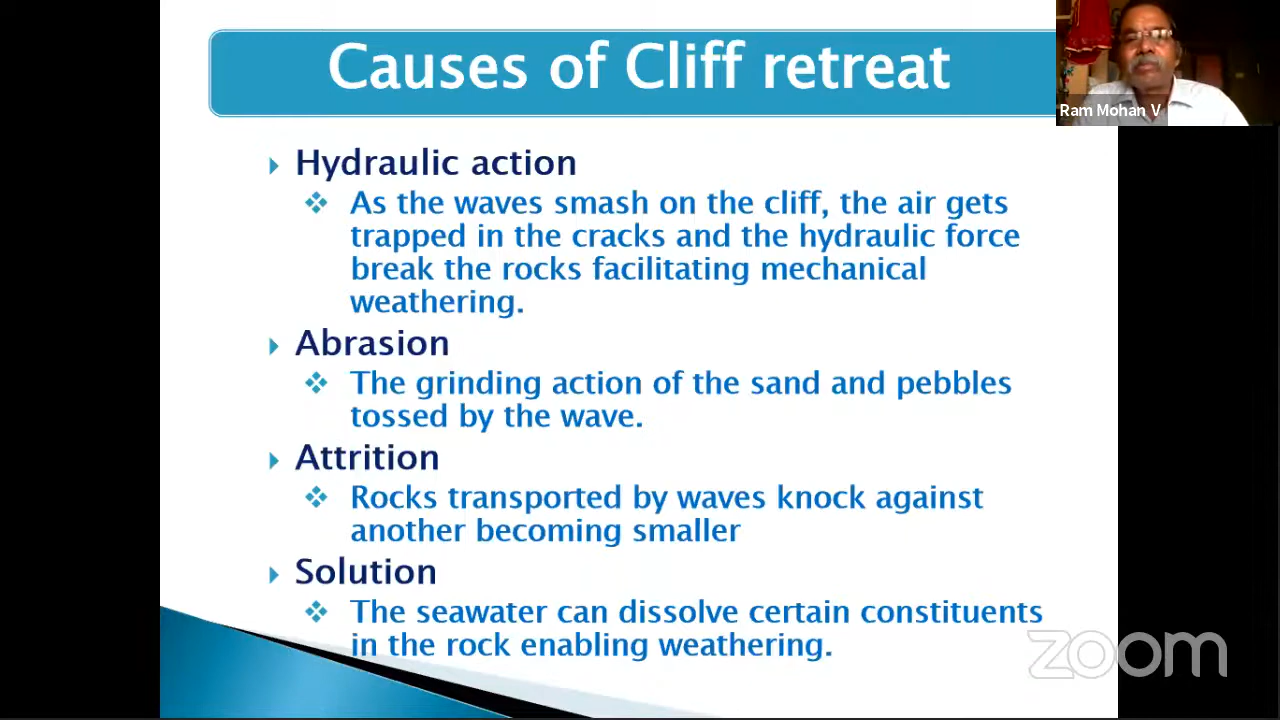 Causes of Cliff retreat
Ram Mohan V
Hydraulic action
As the waves smash on the cliff, the air gets
trapped in the cracks and the hydraulic force
break the rocks facilitating mechanical
weathering.
Abrasion
The grinding action of the sand and pebbles
tossed by the wave.
Attrition
Rocks transported by waves knock against
another becoming smaller
Solution
The seawater can dissolve certain constituents
in the rock enabling weathering.
zoom